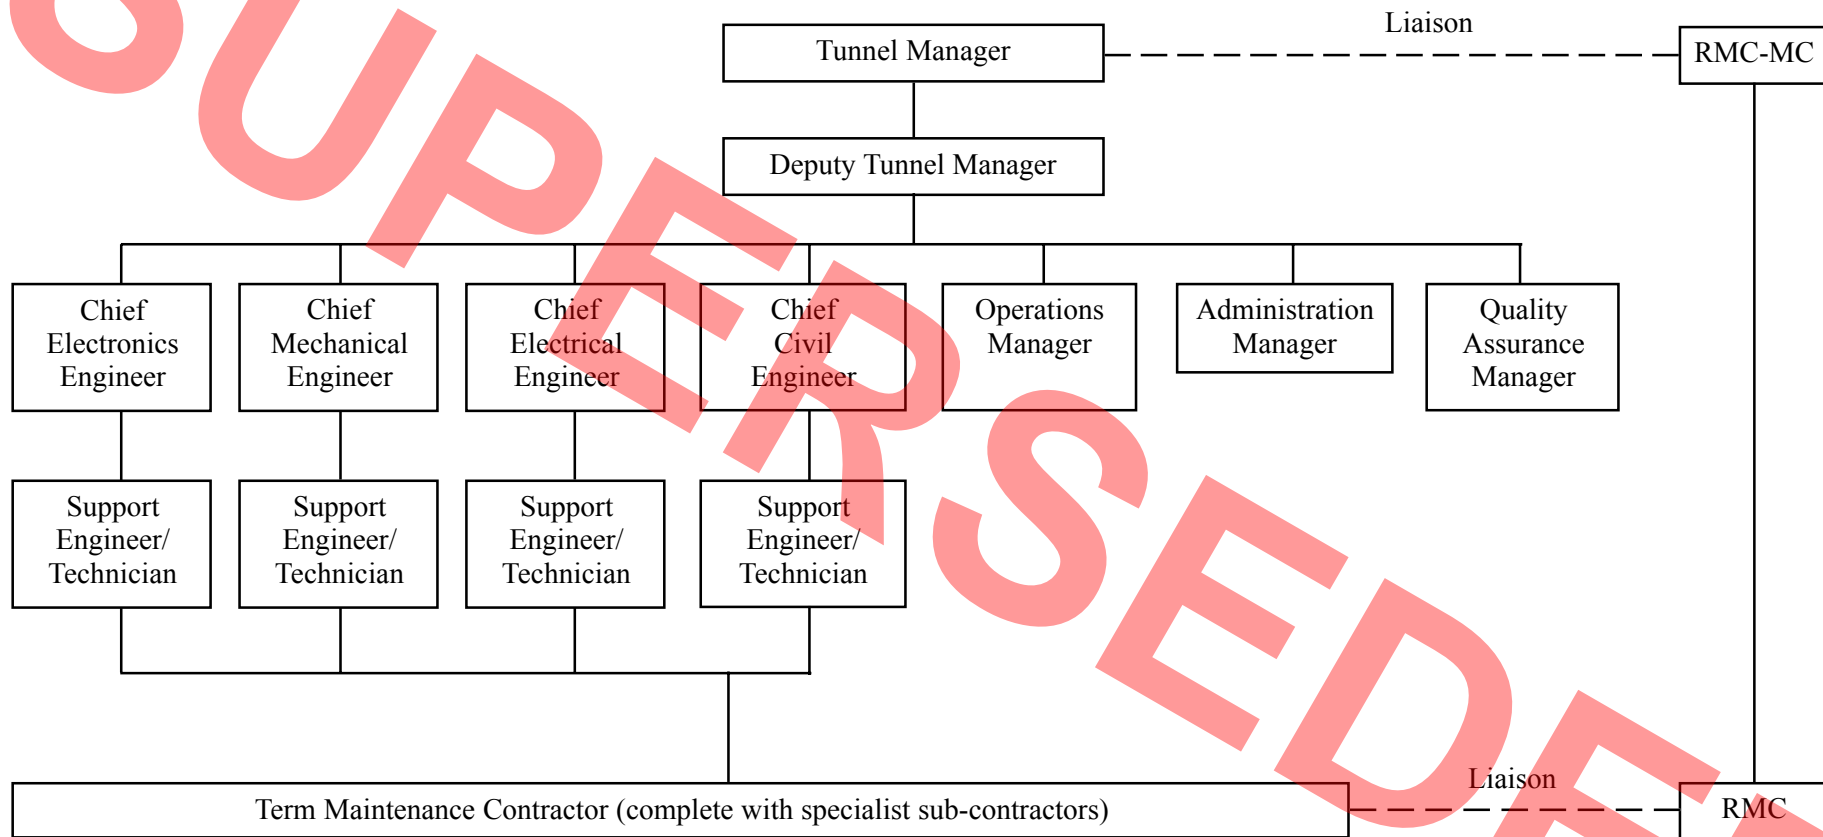 Liaison
Tunnel Manager
RMC-MC
Deputy Tunnel Manager
Chief
Electronics
Engineer
Chief
Mechanical
Engineer
Chief
Electrical
Engineer
Chief
Civil
Engineer
Operations
Manager
Administration
Manager
Quality
Assurance
Manager
Support
Engineer/
Technician
Support
Engineer/
Technician
Support
Engineer/
Technician
Support
Engineer/
Technician
Liaison
Term Maintenance Contractor (complete with specialist sub-contractors)
RMC
SUPERSEDED